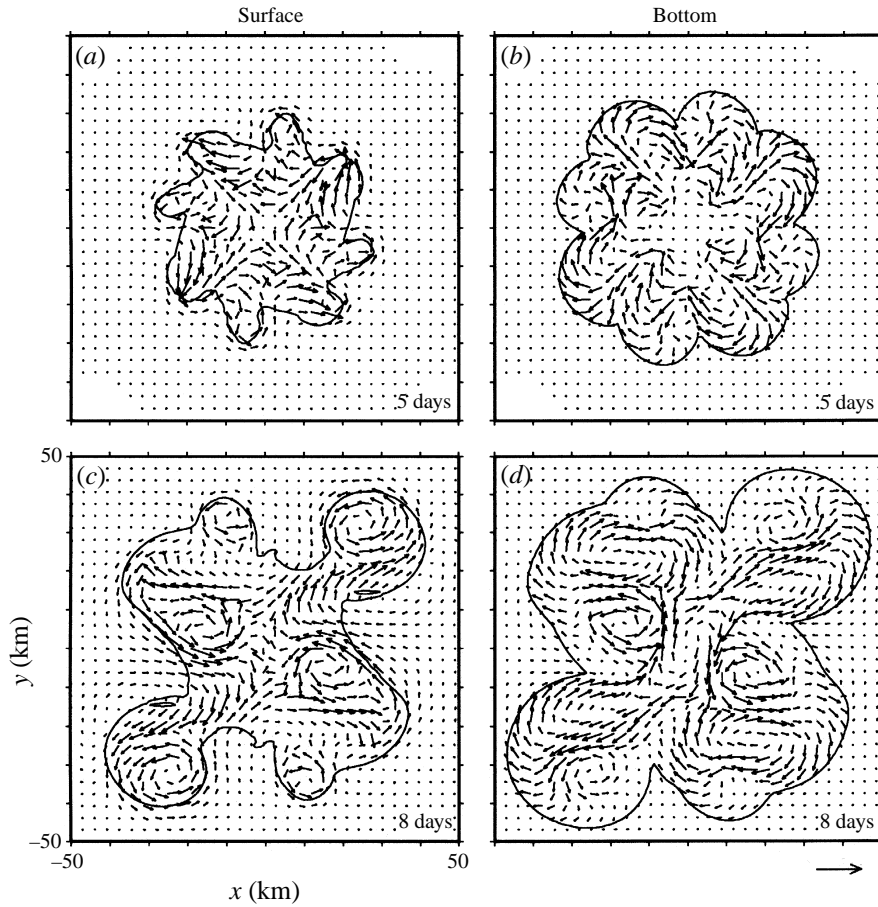 Surface
Bottom
(a)
(b)
5 days
5 days
50
(c)
(d)
y (km)
8 days
8 days
–50
–50
50
x (km)